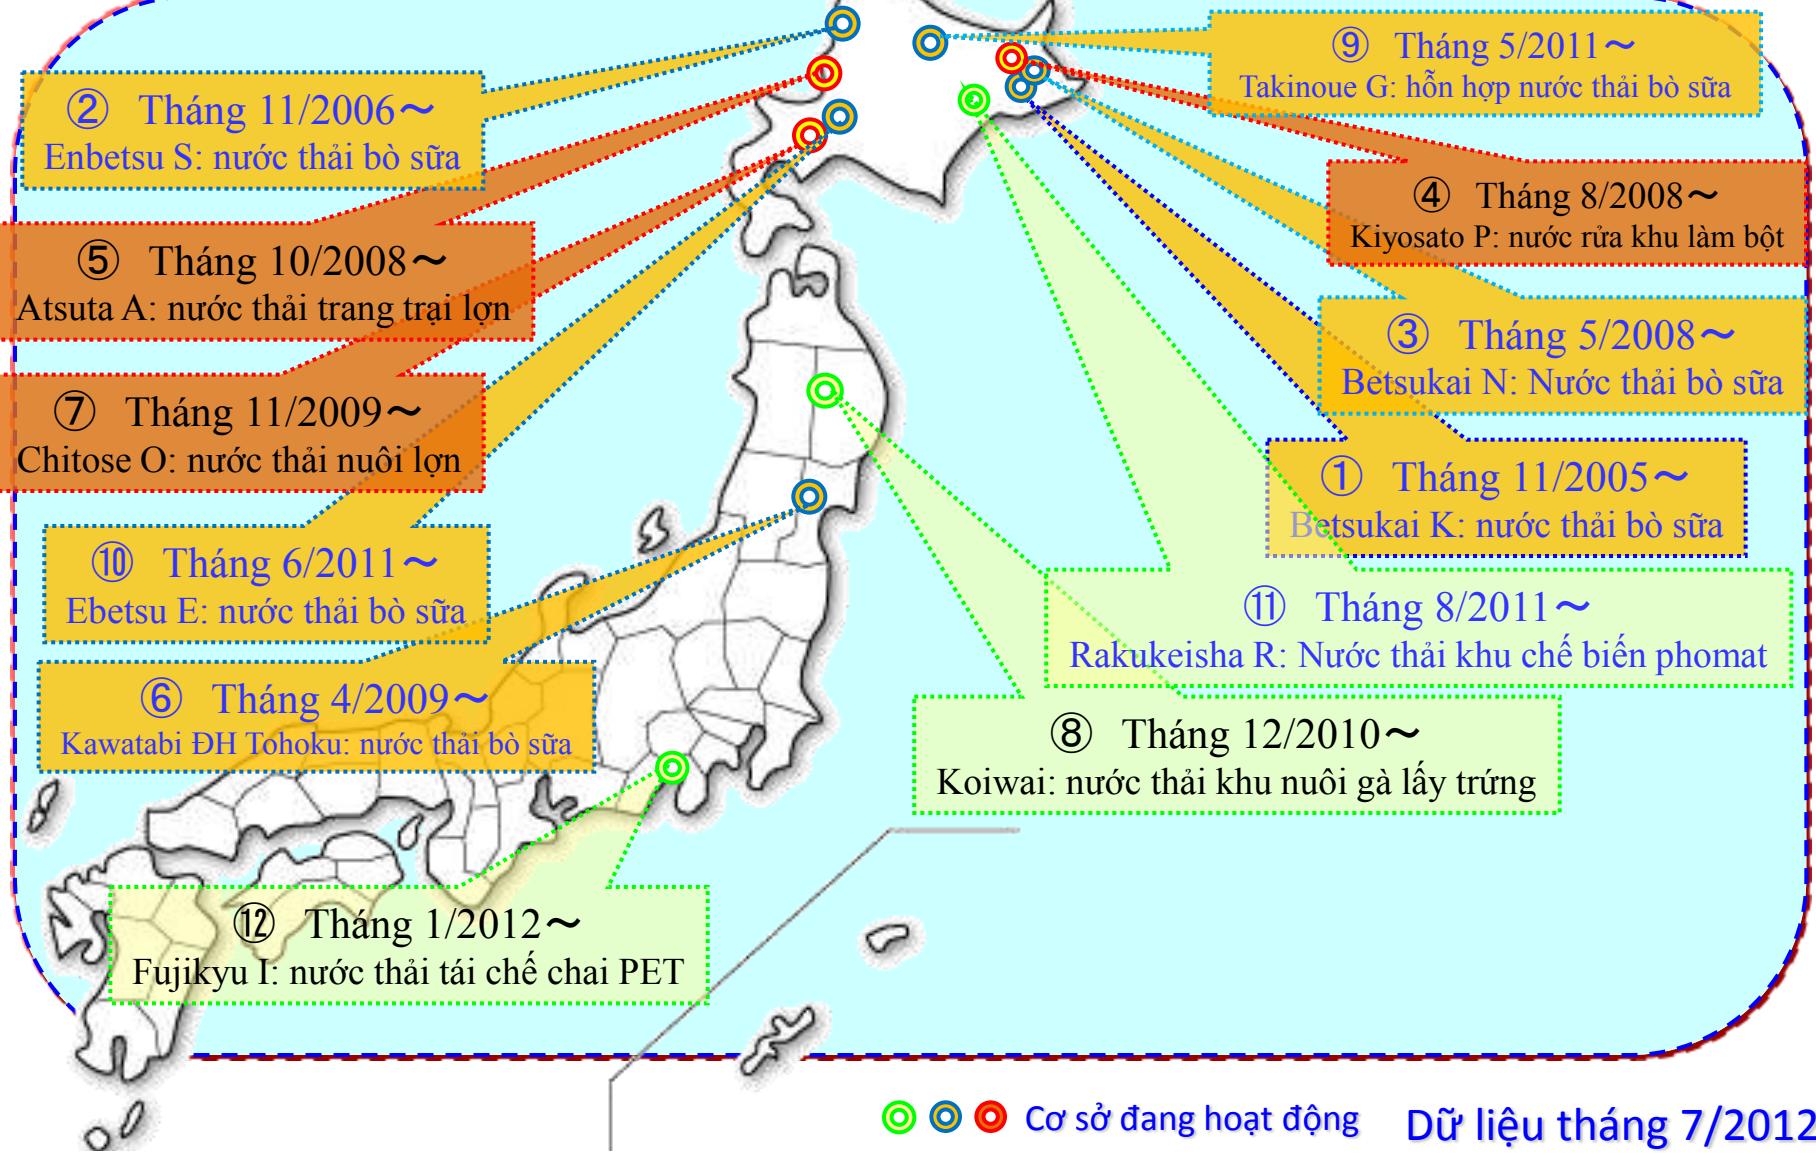 ② Tháng 11/2006～
Enbetsu S: nước thải bò sữa
⑨ Tháng 5/2011～
Takinoue G: hỗn hợp nước thải bò sữa
④ Tháng 8/2008～
Kiyosato P: nước rửa khu làm bột
⑤ Tháng 10/2008～
Atsuta A: nước thải trang trại lợn
③ Tháng 5/2008～
Betsukai N: Nước thải bò sữa
⑦ Tháng 11/2009～
Chitose O: nước thải nuôi lợn
① Tháng 11/2005～
Betsukai K: nước thải bò sữa
⑩ Tháng 6/2011～
Ebetsu E: nước thải bò sữa
⑪ Tháng 8/2011～
Rakukeisha R: Nước thải khu chế biến phomat
⑥ Tháng 4/2009～
Kawatabi ĐH Tohoku: nước thải bò sữa
⑧ Tháng 12/2010～
Koiwai: nước thải khu nuôi gà lấy trứng
⑫ Tháng 1/2012～
Fujikyu I: nước thải tái chế chai PET
Cơ sở đang hoạt động
Dữ liệu tháng 7/2012